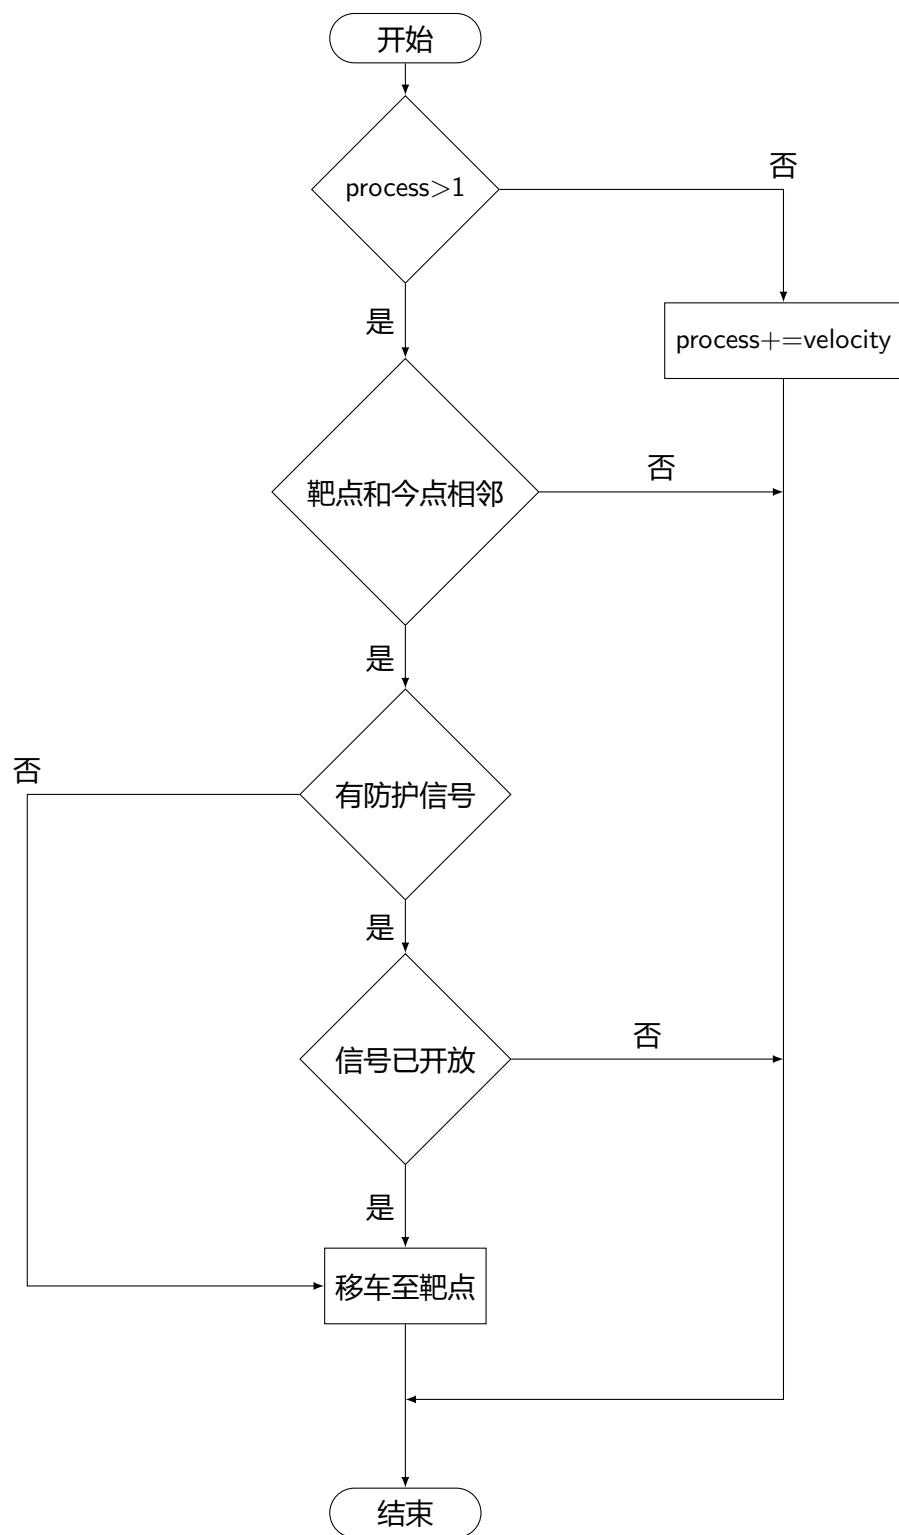 开始
process>1
否
是
process+=velocity
靶点和今点相邻
否
是
有防护信号
否
是
信号已开放
否
是
移车至靶点
结束